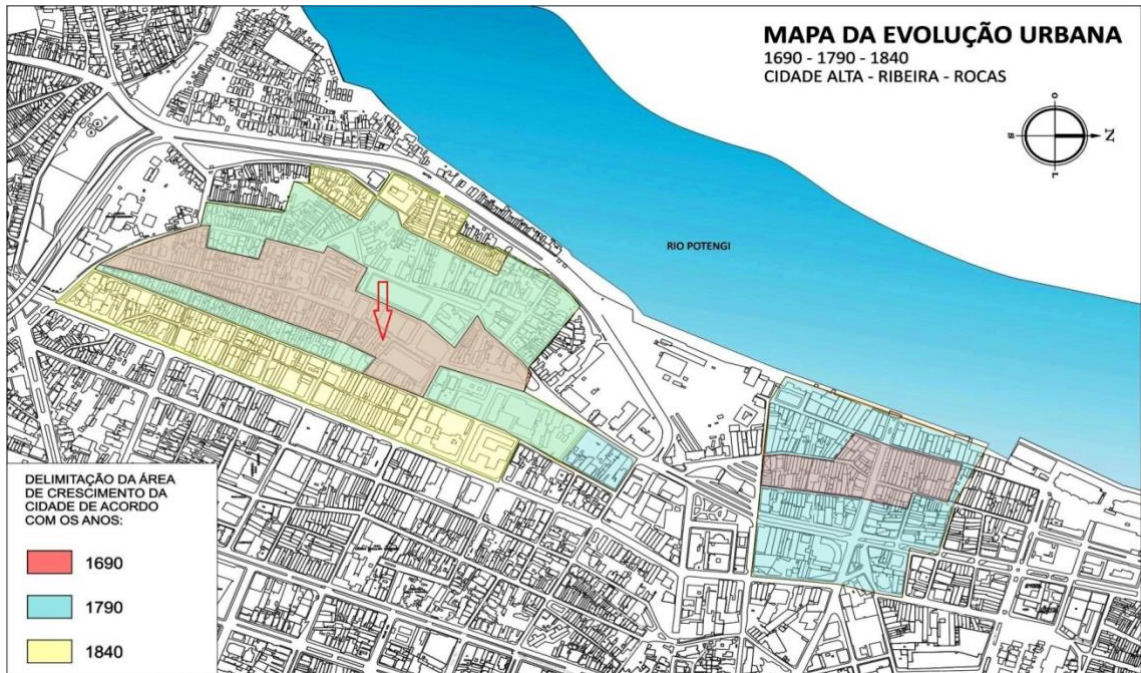 MAPA DA EVOLUÇÃO URBANA
1690 - 1790 - 1840
CIDADE ALTA - RIBEIRA - ROCAS
O
S
N
L
RIO POTENGI
DELIMITAÇÃO DA ÁREA
DE CRESCIMENTO DA
CIDADE DE ACORDO
COM OS ANOS:
1690
1790
1840